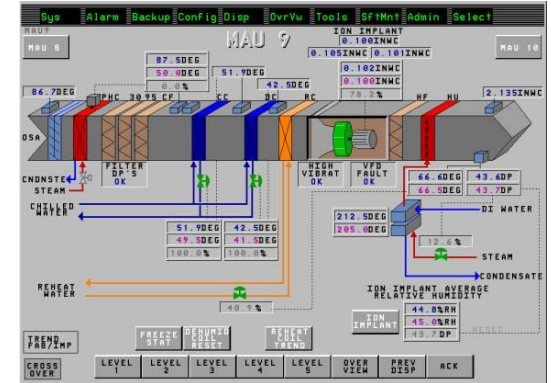 Sys Alarm Backup Config Disp OvrVw Tools SftMnt Admin Select
MAU9
MAU 8
MAU 9
ION IMPLANT
0.100INWC
0.105INWC 0.101INWC
MAU 10
87.5DEG
50.0DEG
0.0%
51.9DEG
0.102INWC
0.100INWC
78.2%
86.7DEG
42.5DEG
2.135INWC
PHC 30 95 CF CC DC RC HF HU
OSA
FILTER
DP'S
OK
HIGH
VIBRAT
OK
VFD
FAULT
OK
CNDNSTE
STEAM
66.6DEG 43.6DP
66.5DEG 43.7DP
CHILLED
WATER
212.5DEG
205.0DEG
DI WATER
51.9DEG 42.5DEG
49.5DEG 41.5DEG
100.0% 100.0%
12.6%
STEAM
CONDENSATE
REHEAT
WATER
40.9%
ION IMPLANT AVERAGE
RELATIVE HUMIDITY
ION
IMPLANT
44.8%RH
45.0%RH
43.7DP
RESET
TREND
FAB/IMP
FREEZE
STAT
DEHUMID
COIL
RESET
REHEAT
COIL
TREND
CROSS
OVER
LEVEL
1
LEVEL
2
LEVEL
3
LEVEL
4
LEVEL
5
OVER
VIEW
PREV
DISP
ACK